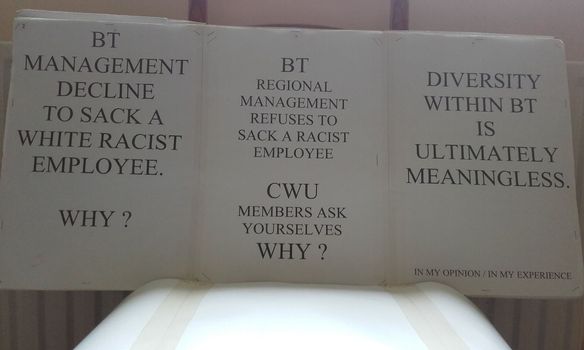 BT
MANAGEMENT
DECLINE
TO SACK A
WHITE RACIST
EMPLOYEE.
WHY ?
BT
REGIONAL
MANAGEMENT
REFUSES TO
SACK A RACIST
EMPLOYEE
CWU
MEMBERS ASK
YOURSELVES
WHY ?
DIVERSITY
WITHIN BT
IS
ULTIMATELY
MEANINGLESS.
IN MY OPINION / IN MY EXPERIENCE